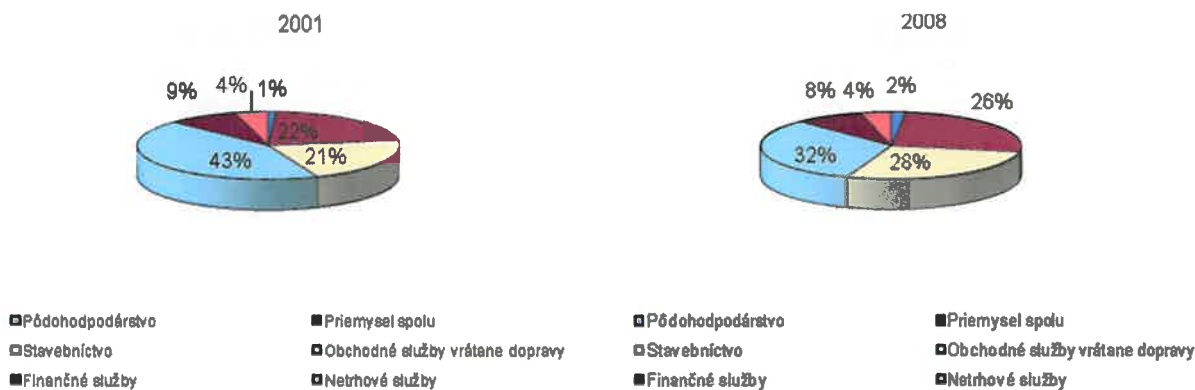 2001
2008
9% 4% 1%
22%
43% 21%
8% 4% 2%
26%
32% 28%
Pôdohodpodárstvo Priemysel spolu
Stavebníctvo Obchodné služby vrátane dopravy
Finančné služby Netrhové služby
Pôdohodpodárstvo Priemysel spolu
Stavebníctvo Obchodné služby vrátane dopravy
Finančné služby Netrhové služby